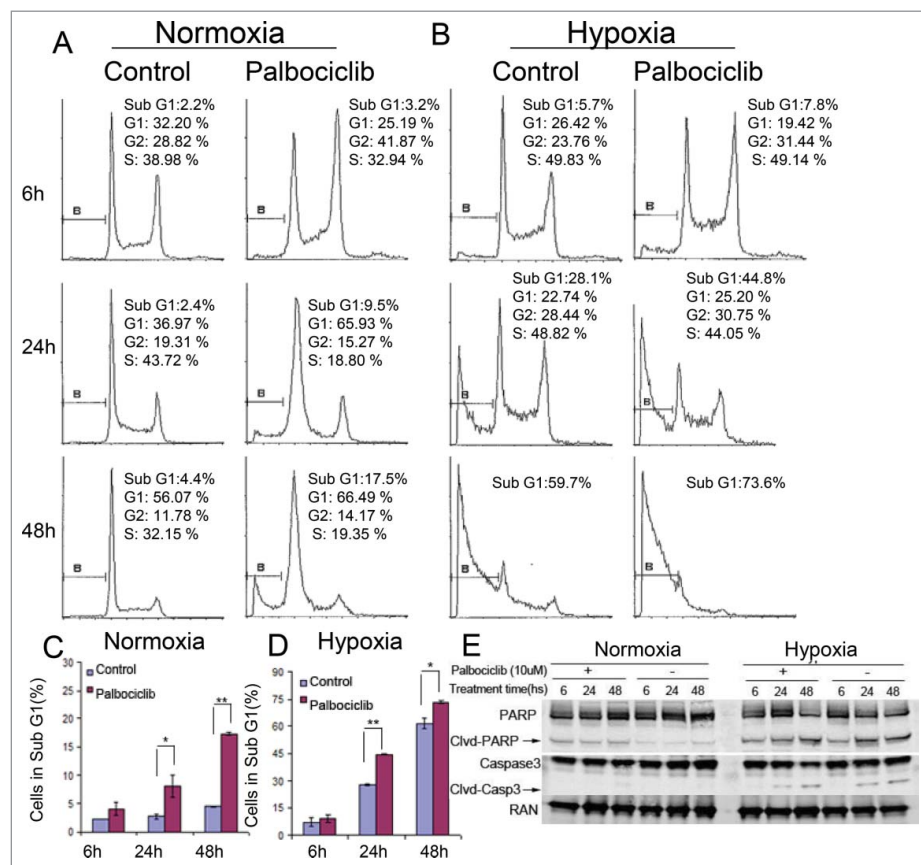 A
Normoxia
Control
Palbociclib
B
Hypoxia
Control
Palbociclib
6h
Sub G1:2.2%
G1: 32.20 %
G2: 28.82 %
S: 38.98 %
B
Sub G1:3.2%
G1: 25.19 %
G2: 41.87 %
S: 32.94 %
B
Sub G1:5.7%
G1: 26.42 %
G2: 23.76 %
S: 49.83 %
B
Sub G1:7.8%
G1: 19.42 %
G2: 31.44 %
S: 49.14 %
B
24h
Sub G1:2.4%
G1: 36.97 %
G2: 19.31 %
S: 43.72 %
B
Sub G1:9.5%
G1: 65.93 %
G2: 15.27 %
S: 18.80 %
B
Sub G1:28.1%
G1: 22.74 %
G2: 28.44 %
S: 48.82 %
B
Sub G1:44.8%
G1: 25.20 %
G2: 30.75 %
S: 44.05 %
B
48h
Sub G1:4.4%
G1: 56.07 %
G2: 11.78 %
S: 32.15 %
B
Sub G1:17.5%
G1: 66.49 %
G2: 14.17 %
S: 19.35 %
B
Sub G1:59.7%
B
Sub G1:73.6%
B
C
Normoxia
Cells in Sub G1(%)
30
25
20
15
10
5
0
Control
Palbociclib
*
**
6h 24h 48h
D
Hypoxia
Cells in Sub G1(%)
90
75
60
45
30
15
0
Control
Palbociclib
**
*
6h 24h 48h
E
Normoxia Hypoxia
Palbociclib (10uM) + - + -
Treatment time(hs) 6 24 48 6 24 48 6 24 48 6 24 48
PARP
Clvd-PARP
Caspase3
Clvd-Casp3
RAN